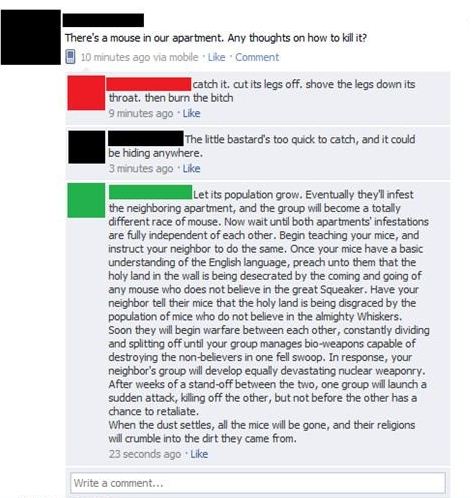 There's a mouse in our apartment. Any thoughts on how to kill it?
10 minutes ago via mobile · Like · Comment
catch it. cut its legs off. shove the legs down its
throat. then burn the bitch
9 minutes ago · Like
The little bastard's too quick to catch, and it could
be hiding anywhere.
3 minutes ago · Like
Let its population grow. Eventually they'll infest
the neighboring apartment, and the group will become a totally
different race of mouse. Now wait until both apartments' infestations
are fully independent of each other. Begin teaching your mice, and
instruct your neighbor to do the same. Once your mice have a basic
understanding of the English language, preach unto them that the
holy land in the wall is being desecrated by the coming and going of
any mouse who does not believe in the great Squeaker. Have your
neighbor tell their mice that the holy land is being disgraced by the
population of mice who do not believe in the almighty Whiskers.
Soon they will begin warfare between each other, constantly dividing
and splitting off until your group manages bio-weapons capable of
destroying the non-believers in one fell swoop. In response, your
neighbor's group will develop equally devastating nuclear weaponry.
After weeks of a stand-off between the two, one group will launch a
sudden attack, killing off the other, but not before the other has a
chance to retaliate.
When the dust settles, all the mice will be gone, and their religions
will crumble into the dirt they came from.
23 seconds ago · Like
Write a comment...